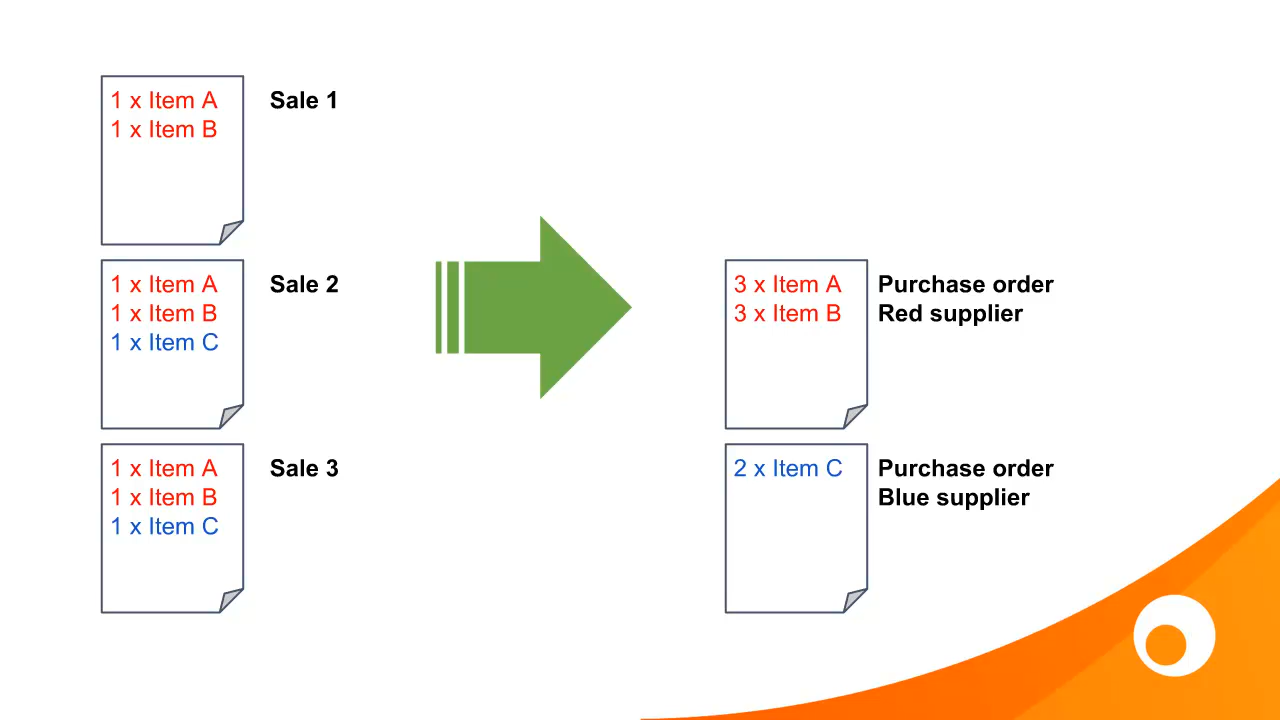 1 x Item A
1 x Item B
Sale 1
1 x Item A
1 x Item B
1 x Item C
Sale 2
1 x Item A
1 x Item B
1 x Item C
Sale 3
3 x Item A
3 x Item B
Purchase order
Red supplier
2 x Item C
Purchase order
Blue supplier